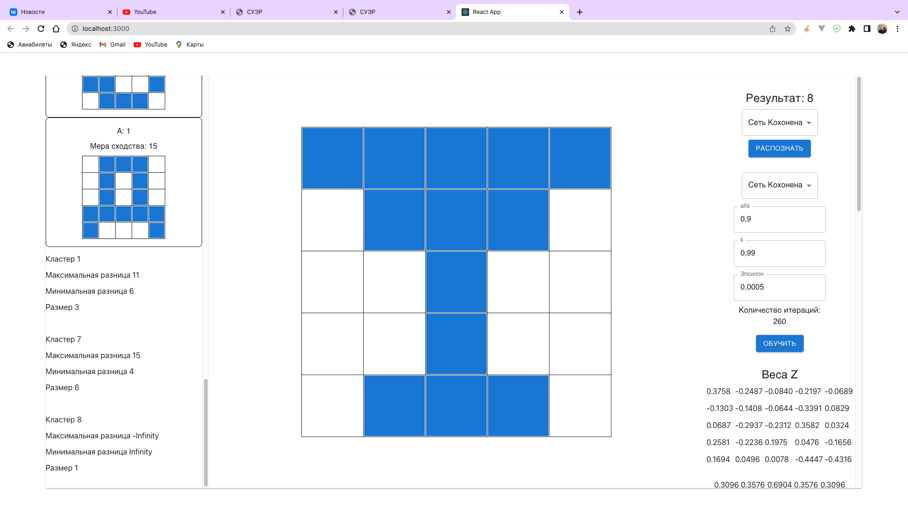 Новости
YouTube
СУЭР
СУЭР
React App
localhost:3000
Авиабилеты
Яндекс
Gmail
YouTube
Карты
А: 1
Мера сходства: 15
Кластер 1
Максимальная разница 11
Минимальная разница 6
Размер 3
Кластер 7
Максимальная разница 15
Минимальная разница 4
Размер 6
Кластер 8
Максимальная разница -Infinity
Минимальная разница Infinity
Размер 1
Результат: 8
Сеть Кохонена
РАСПОЗНАТЬ
Сеть Кохонена
alfa
0,9
k
0,99
Эпсилон
0,0005
Количество итераций:
260
ОБУЧИТЬ
Веса Z
0.3758 -0.2487 -0.0840 -0.2197 -0.0689
-0.1303 -0.1408 -0.0644 -0.3391 0.0829
0.0687 -0.2937 -0.2312 0.3582 0.0324
0.2581 -0.2236 0.1975 0.0476 -0.1656
0.1694 0.0496 0.0078 -0.4447 -0.4316
0.3096 0.3576 0.6904 0.3576 0.3096